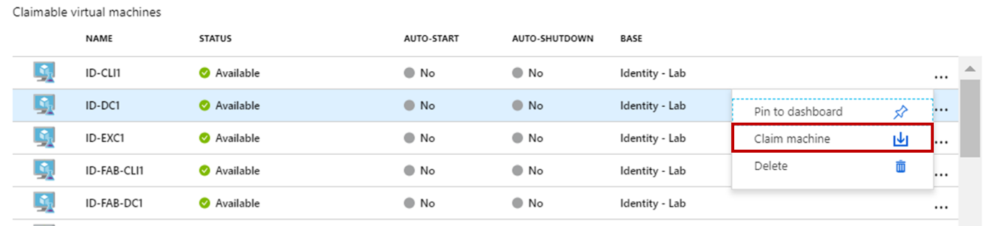 Claimable virtual machines
NAME STATUS AUTO-START AUTO-SHUTDOWN BASE
ID-CLI1 Available No No Identity - Lab ...
ID-DC1 Available No No Identity - Lab ...
Pin to dashboard
ID-EXC1 Available No No Identity - Lab ...
Claim machine
ID-FAB-CLI1 Available No No Identity - Lab ...
Delete
ID-FAB-DC1 Available No No Identity - Lab ...